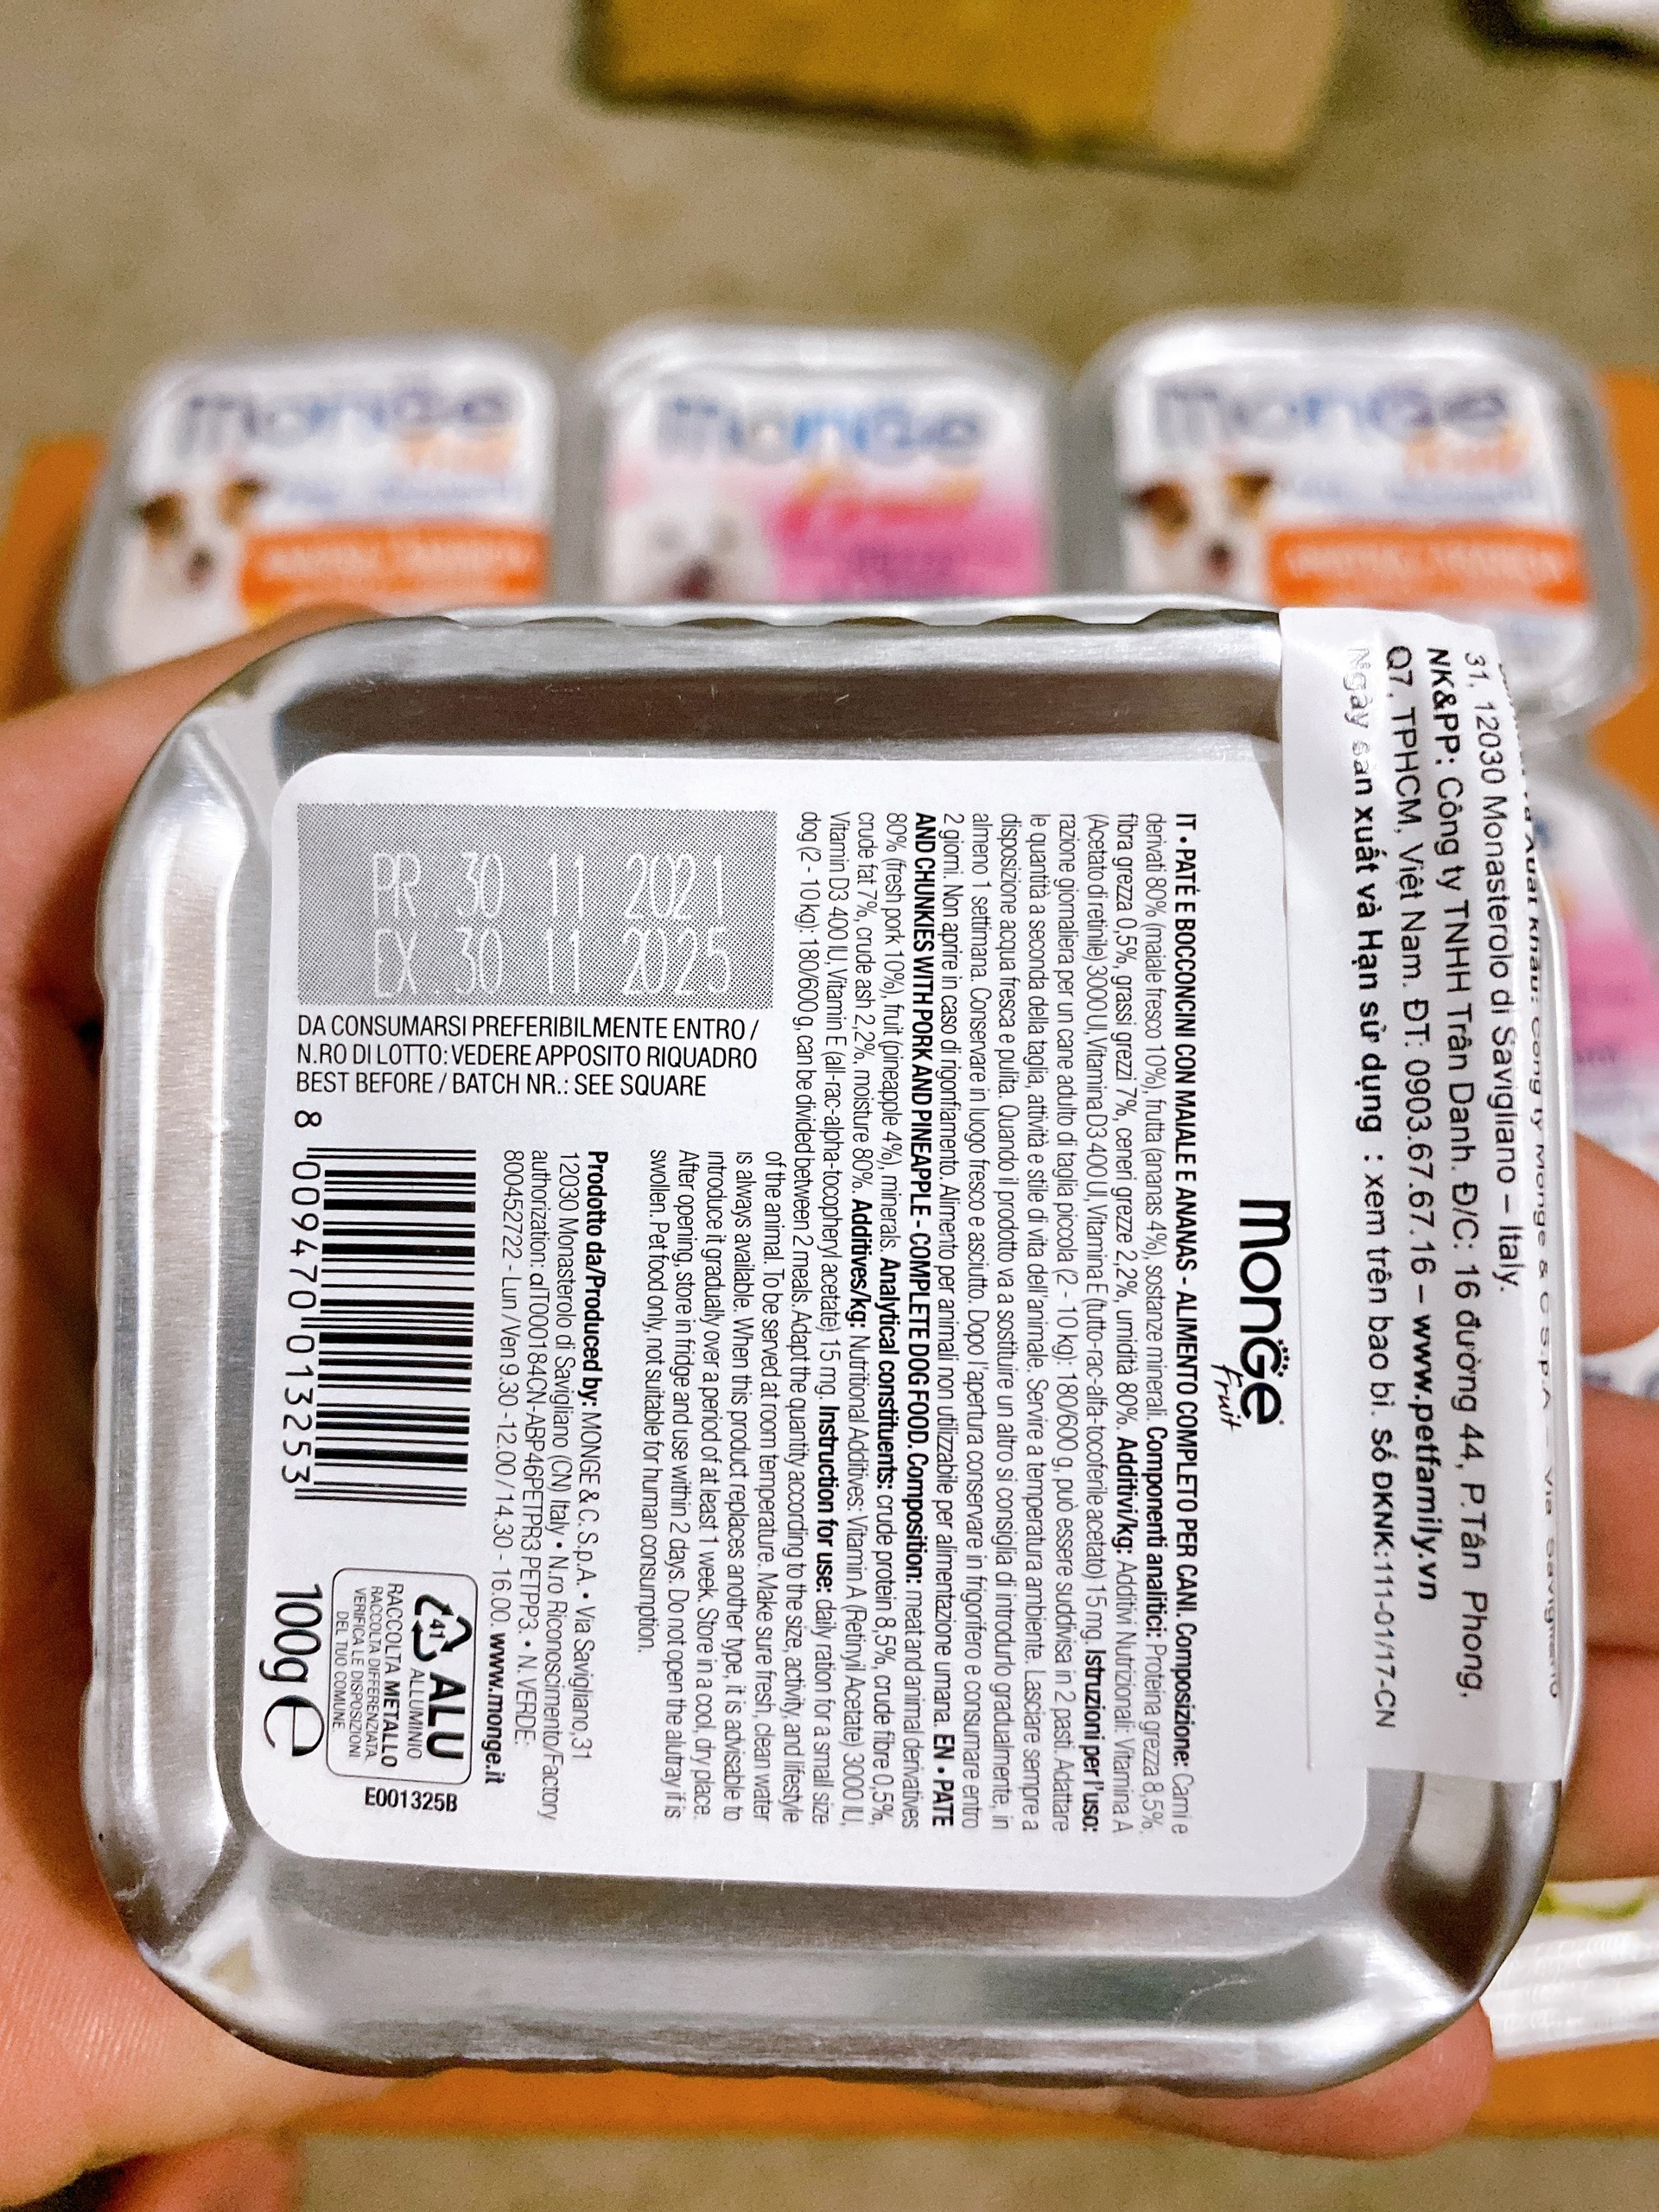 31, 12030 Monasterolo di Savigliano – Italy.
NK&PP: Công ty TNHH Trân Danh. Đ/C: 16 đường 44, P.Tân Phong,
Q7, TPHCM, Việt Nam. ĐT: 0903.67.67.16 – www.petfamily.vn
Ngày sản xuất và Hạn sử dụng : xem trên bao bì. Số ĐKNK:111-01/17-CN
monge
Fruit
IT • PATÉ E BOCCONCINI CON MAIALE E ANANAS - ALIMENTO COMPLETO PER CANI. Composizione: Carni e
derivati 80% (maiale fresco 10%), frutta (ananas 4%), sostanze minerali. Componenti analitici: Proteina grezza 8,5%,
fibra grezza 0,5%, grassi grezzi 7%, ceneri grezze 2,2%, umidità 80%. Additivi/kg: Additivi Nutrizionali: Vitamina A
(Acetato di retinile) 3000 UI, Vitamina D3 400 UI, Vitamina E (tutto-rac-alfa-tocoferile acetato) 15 mg. Istruzioni per l'uso:
razione giornaliera per un cane adulto di taglia piccola (2 - 10 kg): 180/600 g, può essere suddivisa in 2 pasti. Adattare
le quantità a seconda della taglia, attività e stile di vita dell'animale. Servire a temperatura ambiente. Lasciare sempre a
disposizione acqua fresca e pulita. Quando il prodotto va a sostituire un altro si consiglia di introdurlo gradualmente, in
almeno 1 settimana. Conservare in luogo fresco e asciutto. Dopo l'apertura conservare in frigorifero e consumare entro
2 giorni. Non aprire in caso di rigonfiamento. Alimento per animali non utilizzabile per alimentazione umana. EN • PATE
AND CHUNKIES WITH PORK AND PINEAPPLE - COMPLETE DOG FOOD. Composition: meat and animal derivatives
80% (fresh pork 10%), fruit (pineapple 4%), minerals. Analytical constituents: crude protein 8,5%, crude fibre 0,5%,
crude fat 7%, crude ash 2,2%, moisture 80%. Additives/kg: Nutritional Additives: Vitamin A (Retinyl Acetate) 3000 IU,
Vitamin D3 400 IU, Vitamin E (all-rac-alpha-tocopheryl acetate) 15 mg. Instruction for use: daily ration for a small size
dog (2 - 10 kg): 180/600 g, can be divided between 2 meals. Adapt the quantity according to the size, activity, and lifestyle
of the animal. To be served at room temperature. Make sure fresh, clean water
is always available. When this product replaces another type, it is advisable to
introduce it gradually over a period of at least 1 week. Store in a cool, dry place.
After opening, store in fridge and use within 2 days. Do not open the alutray if is
swollen. Pet food only, not suitable for human consumption.
Prodotto da/Produced by: MONGE & C. S.p.A. • Via Savigliano,31
12030 Monasterolo di Savigliano (CN) Italy • N.ro Riconoscimento/Factory
authorization: αIT000184CN-ABP46PETPR3 PETPP3. • N. VERDE:
800452722 - Lun / Ven 9.30 -12.00 / 14.30 - 16.00. www.monge.it
PR . 30 11 2021
EX . 30 11 2025
DA CONSUMARSI PREFERIBILMENTE ENTRO /
N.RO DI LOTTO: VEDERE APPOSITO RIQUADRO
BEST BEFORE / BATCH NR.: SEE SQUARE
8 009470 013253
41 ALU
ALLUMINIO
RACCOLTA METALLO
RACCOLTA DIFFERENZIATA.
VERIFICA LE DISPOSIZIONI
DEL TUO COMUNE.
E001325B
100g e
monge
monge
monge